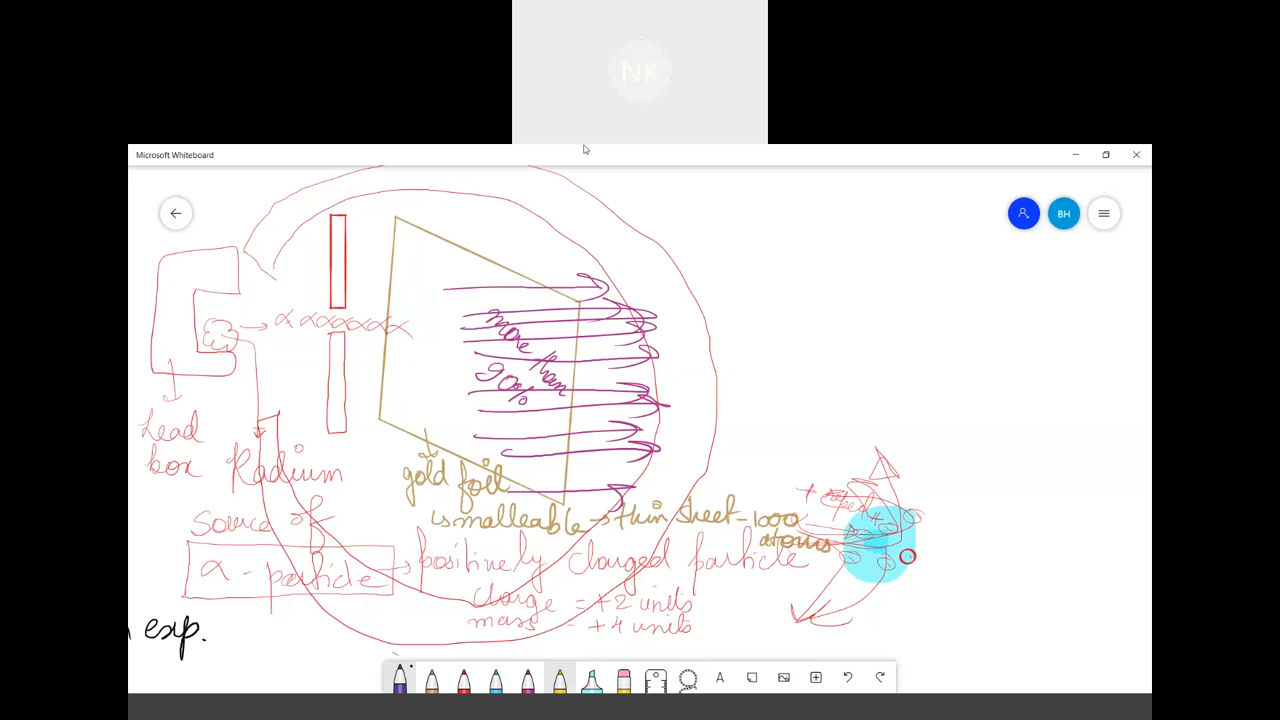 NK
Microsoft Whiteboard
BH
α α α α α α α
more than
90%
Lead
box
Radium
gold foil
is malleable → thin sheet - 1000
atoms
Source of
α - particle → positively charged particle
charge = +2 units
mass = +4 units
exp.
A